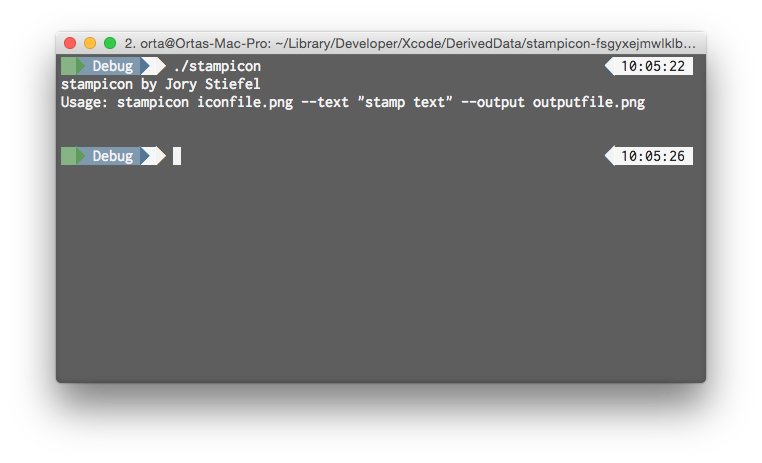 2. orta@Ortas-Mac-Pro: ~/Library/Developer/Xcode/DerivedData/stampicon-fsgyxejmwlklb…
Debug ./stampicon 10:05:22
stampicon by Jory Stiefel
Usage: stampicon iconfile.png --text "stamp text" --output outputfile.png
Debug 10:05:26